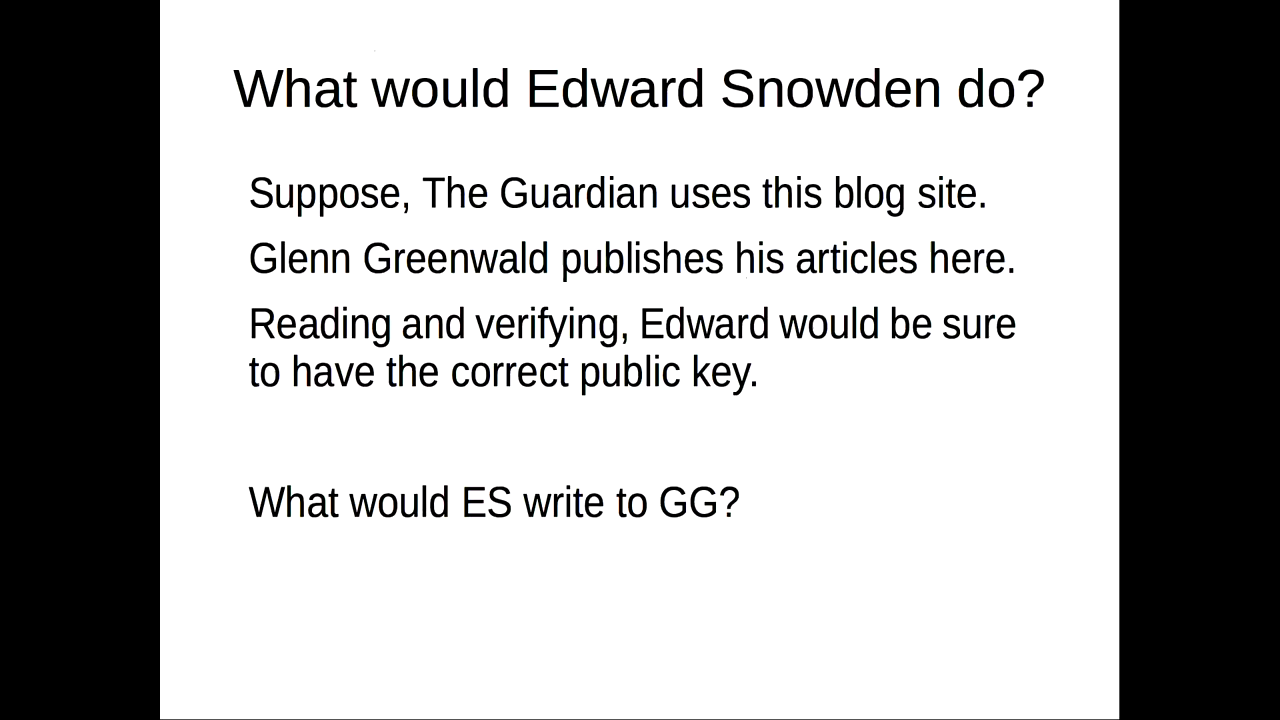 What would Edward Snowden do?
Suppose, The Guardian uses this blog site.
Glenn Greenwald publishes his articles here.
Reading and verifying, Edward would be sure
to have the correct public key.
What would ES write to GG?